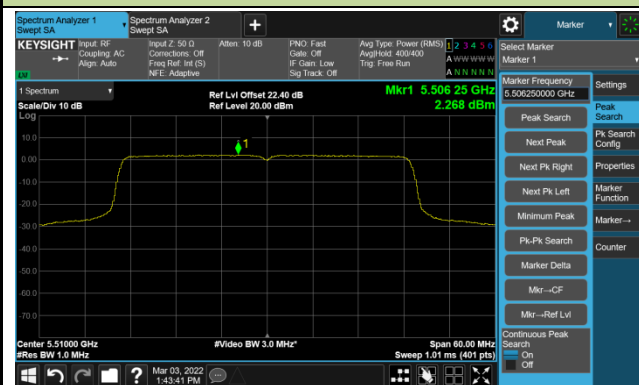 Spectrum Analyzer 1
Swept SA
Spectrum Analyzer 2
Swept SA
+
Marker
KEYSIGHT
Input: RF
Coupling: AC
Align: Auto
Input Z: 50 Ω
Corrections: Off
Freq Ref: Int (S)
NFE: Adaptive
Atten: 10 dB
PNO: Fast
Gate: Off
IF Gain: Low
Sig Track: Off
Avg Type: Power (RMS)
Avg|Hold: 400/400
Trig: Free Run
1 2 3 4 5 6
A W W W W W
A N N N N N
LXI
Select Marker
Marker 1
Marker Frequency
5.506250000 GHz
Peak Search
Next Peak
Next Pk Right
Next Pk Left
Minimum Peak
Pk-Pk Search
Marker Delta
Mkr→CF
Mkr→Ref Lvl
Continuous Peak
Search
On
Off
Settings
Peak
Search
Pk Search
Config
Properties
Marker
Function
Marker→
Counter
1 Spectrum
Scale/Div 10 dB
Log
Ref Lvl Offset 22.40 dB
Ref Level 20.00 dBm
Mkr1 5.506 25 GHz
2.268 dBm
10.0
0.00
-10.0
-20.0
-30.0
-40.0
-50.0
-60.0
-70.0
1
Center 5.51000 GHz
#Res BW 1.0 MHz
#Video BW 3.0 MHz*
Span 60.00 MHz
Sweep 1.01 ms (401 pts)
?
Mar 03, 2022
1:43:41 PM